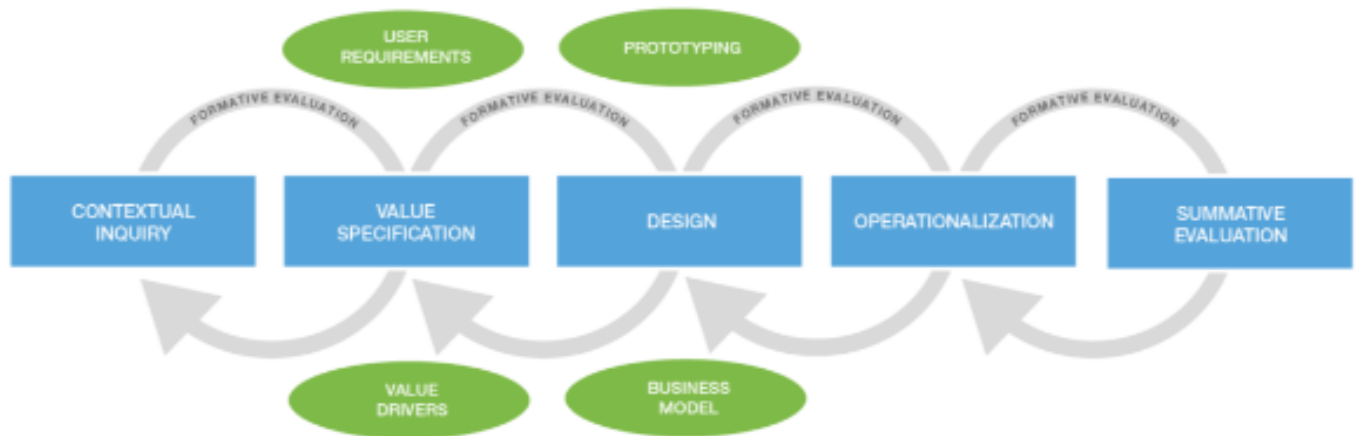 USER
REQUIREMENTS
PROTOTYPING
FORMATIVE EVALUATION
FORMATIVE EVALUATION
FORMATIVE EVALUATION
FORMATIVE EVALUATION
CONTEXTUAL
INQUIRY
VALUE
SPECIFICATION
DESIGN
OPERATIONALIZATION
SUMMATIVE
EVALUATION
VALUE
DRIVERS
BUSINESS
MODEL